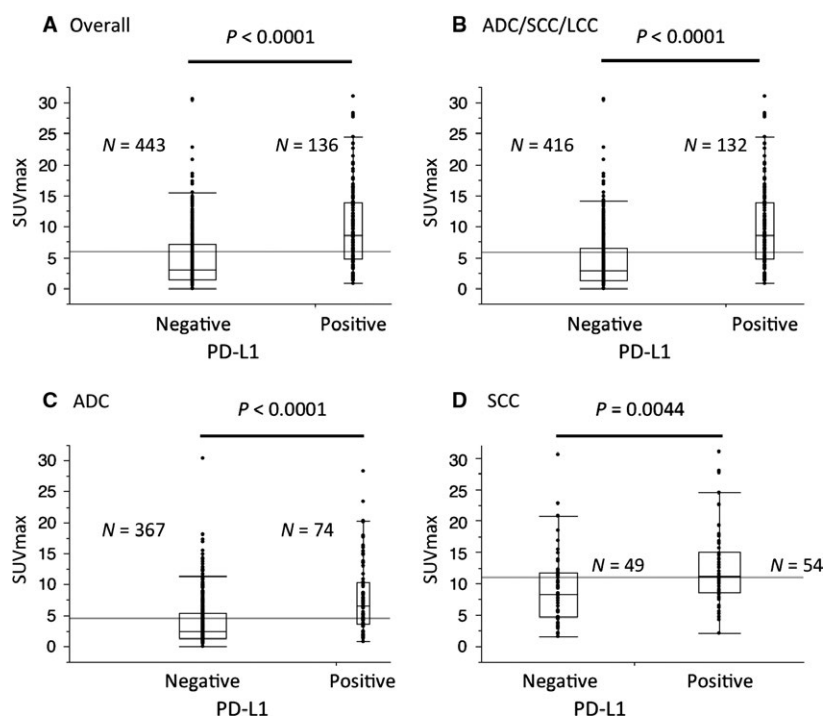 A Overall
P < 0.0001
SUVmax
30
25
20
15
10
5
0
N = 443
N = 136
Negative
Positive
PD-L1
B ADC/SCC/LCC
P < 0.0001
SUVmax
30
25
20
15
10
5
0
N = 416
N = 132
Negative
Positive
PD-L1
C ADC
P < 0.0001
SUVmax
30
25
20
15
10
5
0
N = 367
N = 74
Negative
Positive
PD-L1
D SCC
P = 0.0044
SUVmax
30
25
20
15
10
5
0
N = 49
N = 54
Negative
Positive
PD-L1